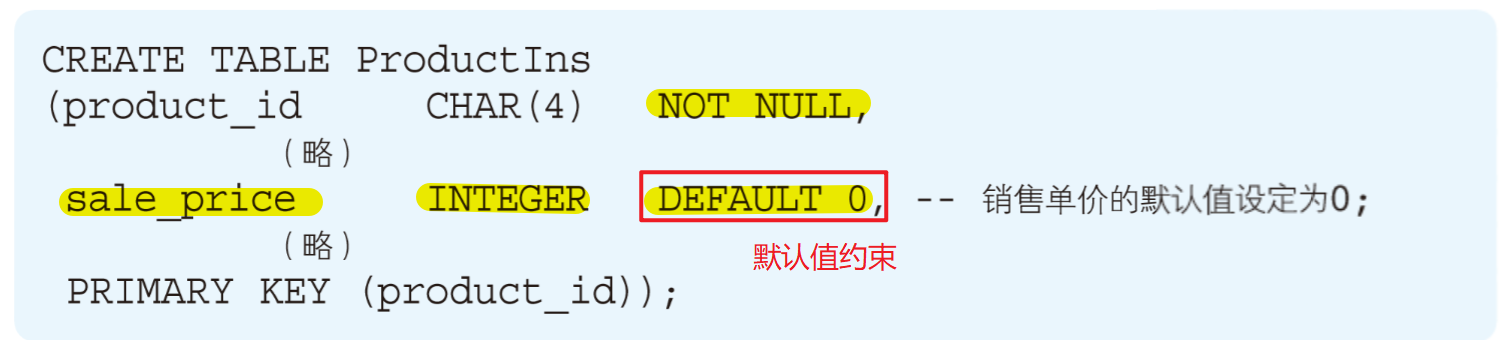 CREATE TABLE ProductIns
(product_id CHAR(4) NOT NULL,
（略）
sale_price INTEGER DEFAULT 0, -- 销售单价的默认值设定为0;
（略）
默认值约束
PRIMARY KEY (product_id));